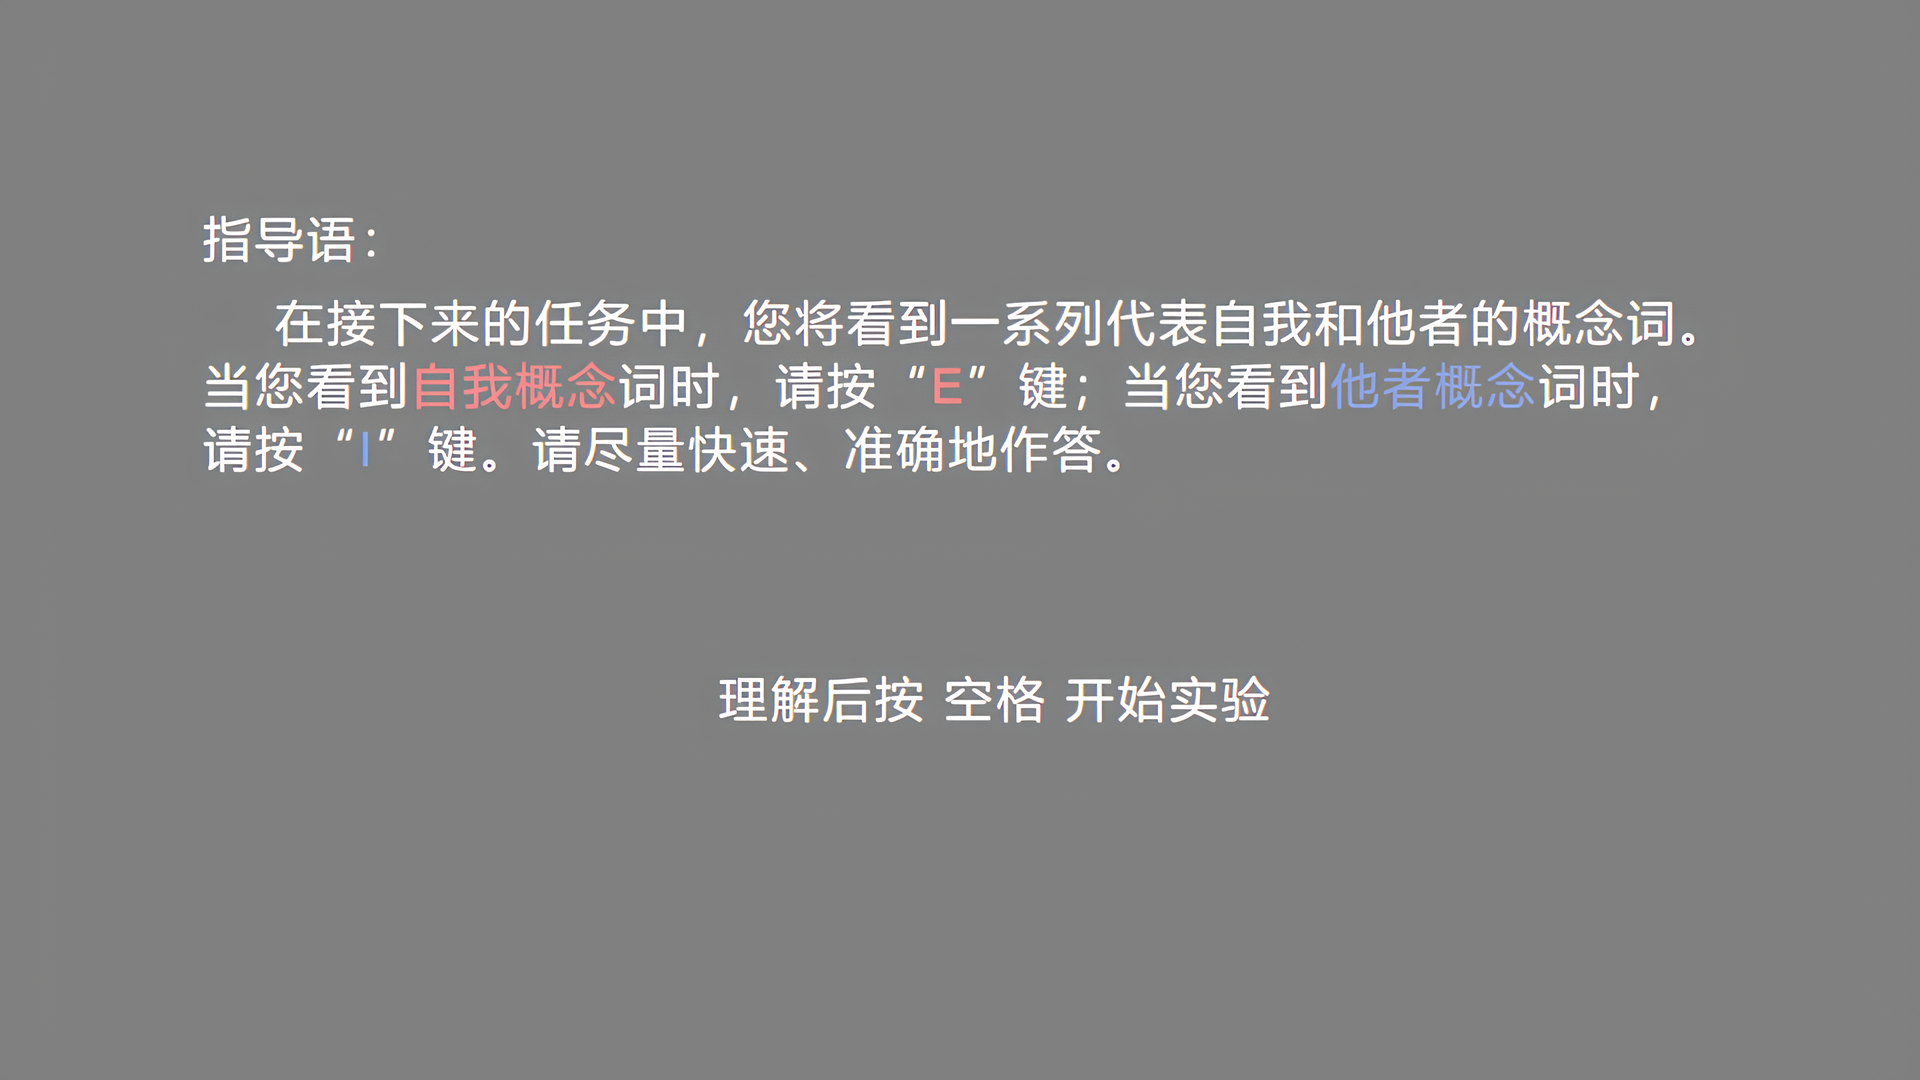 指导语：
在接下来的任务中，您将看到一系列代表自我和他者的概念词。
当您看到自我概念词时，请按“E”键；当您看到他者概念词时，
请按“I”键。请尽量快速、准确地作答。
理解后按 空格 开始实验